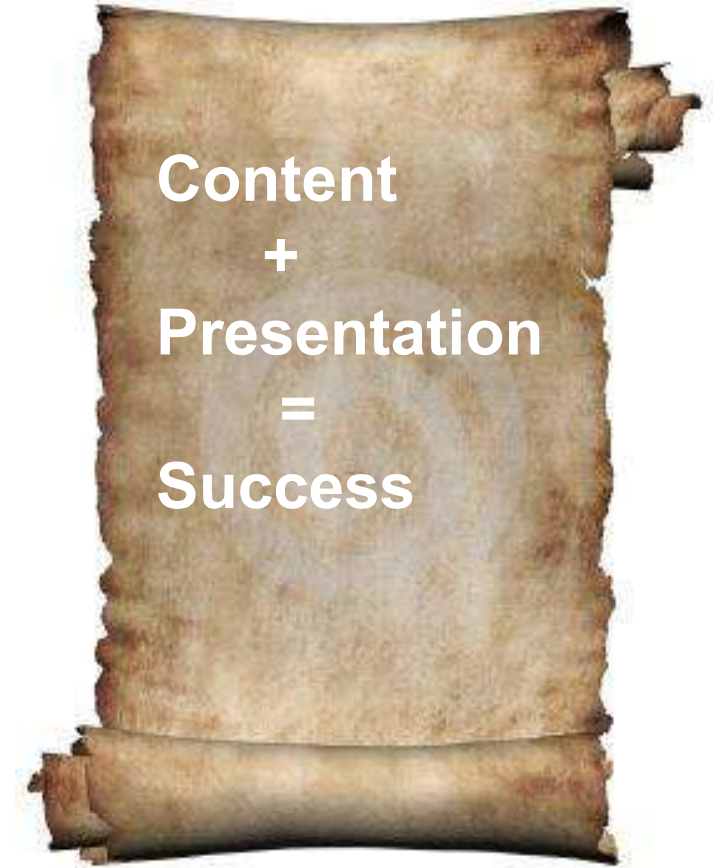 Content
+
Presentation
=
Success